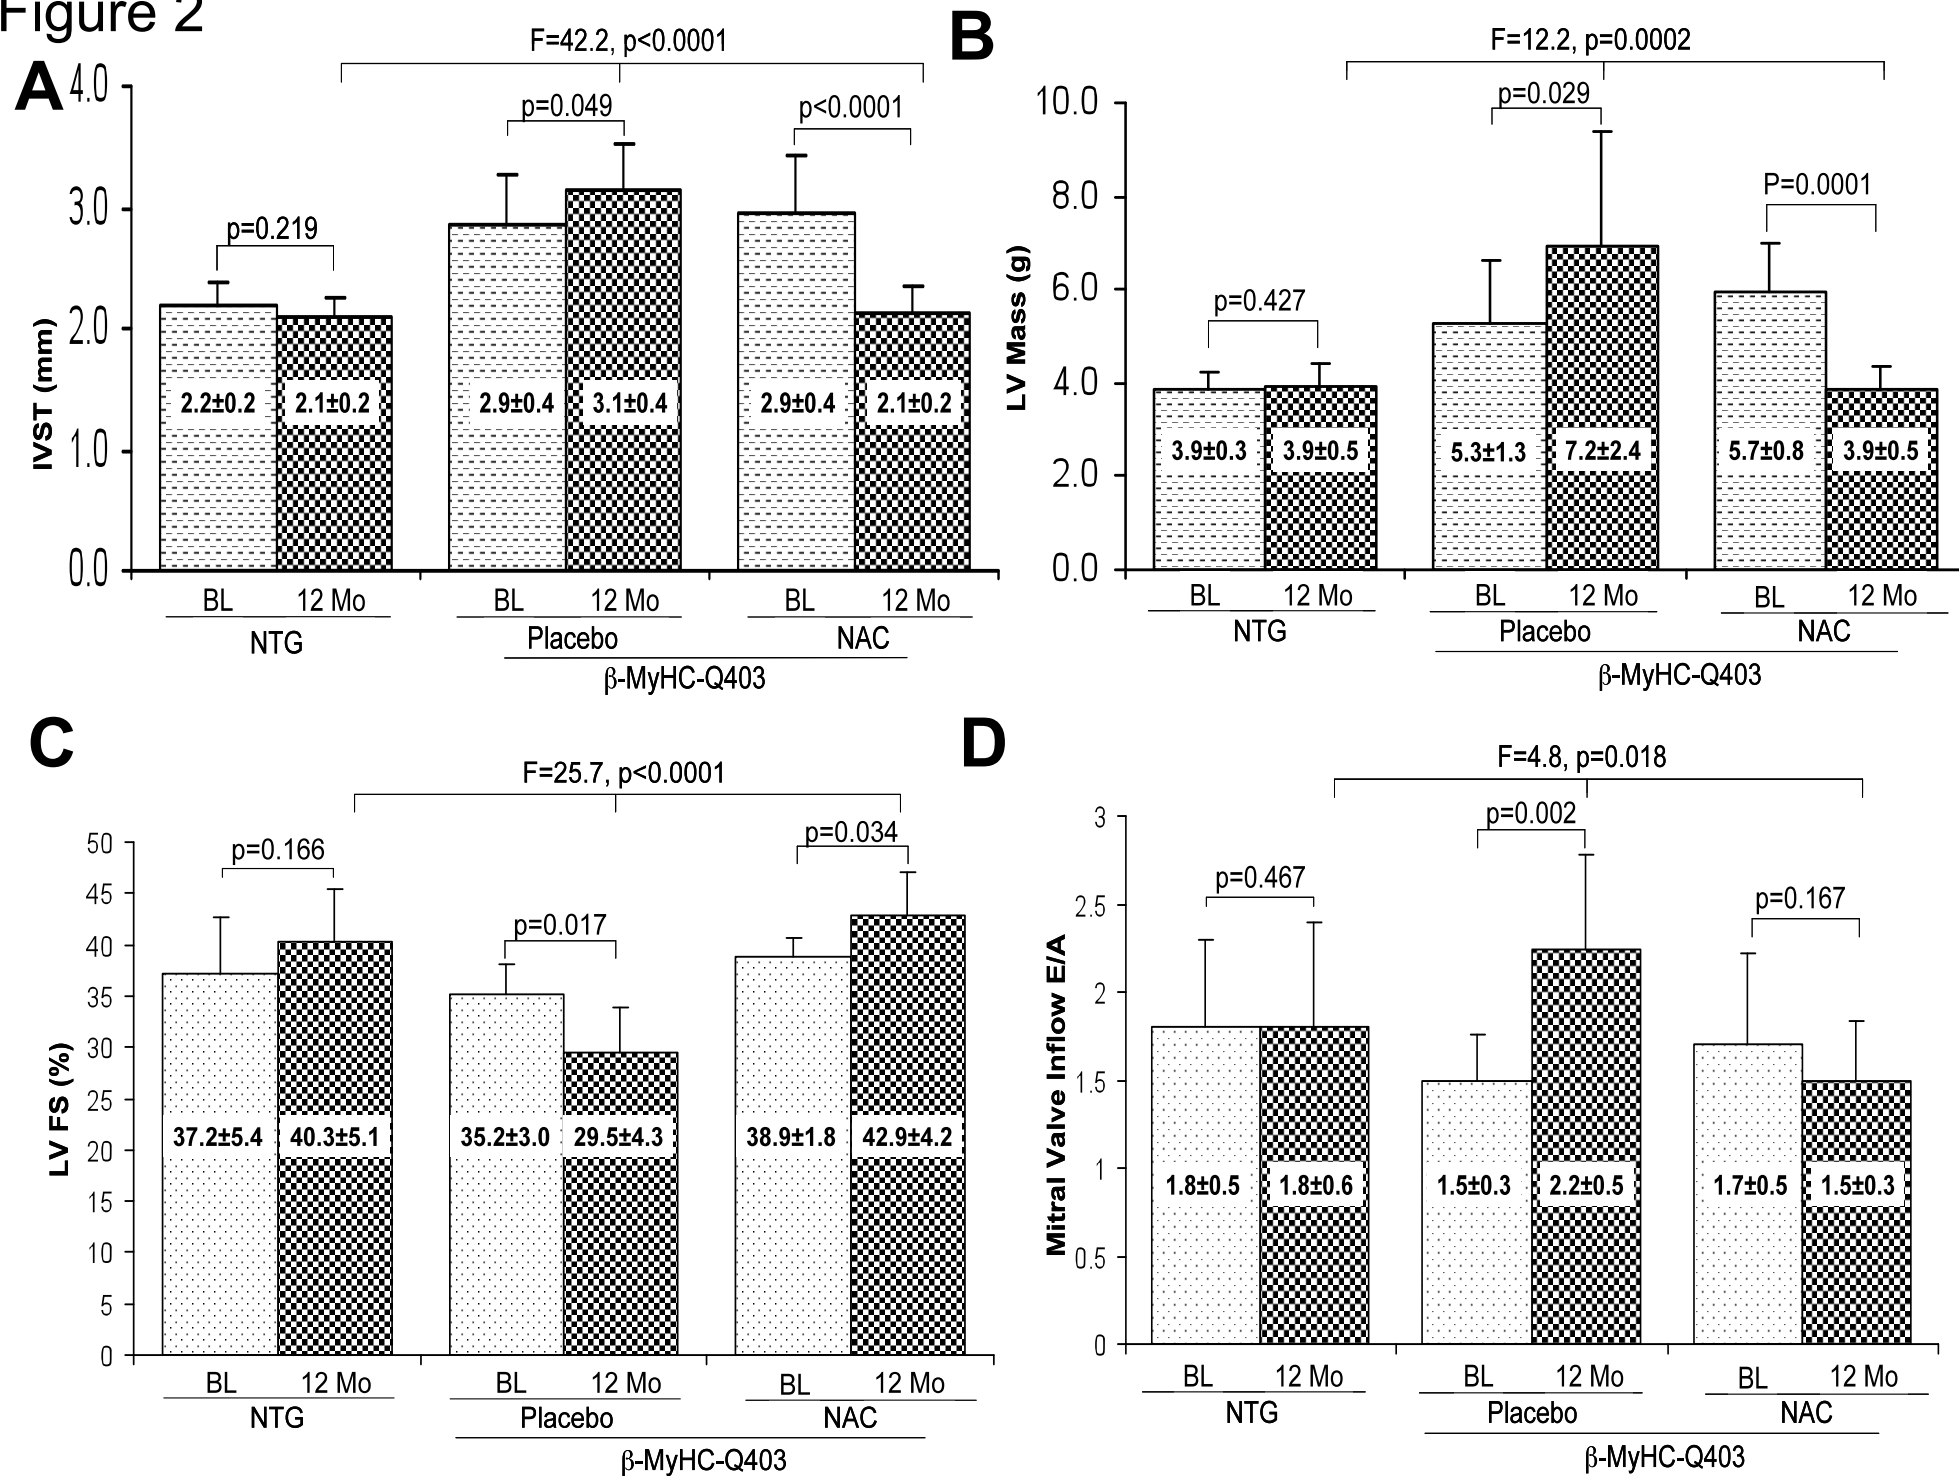 Figure 2
A
F=42.2, p<0.0001
p=0.049
p<0.0001
p=0.219
IVST (mm)
4.0
3.0
2.0
1.0
0.0
2.2±0.2 2.1±0.2 2.9±0.4 3.1±0.4 2.9±0.4 2.1±0.2
BL 12 Mo BL 12 Mo BL 12 Mo
NTG Placebo NAC
β-MyHC-Q403
B
F=12.2, p=0.0002
p=0.029
P=0.0001
p=0.427
LV Mass (g)
10.0
8.0
6.0
4.0
2.0
0.0
3.9±0.3 3.9±0.5 5.3±1.3 7.2±2.4 5.7±0.8 3.9±0.5
BL 12 Mo BL 12 Mo BL 12 Mo
NTG Placebo NAC
β-MyHC-Q403
C
F=25.7, p<0.0001
p=0.166
p=0.034
p=0.017
LV FS (%)
50
45
40
35
30
25
20
15
10
5
0
37.2±5.4 40.3±5.1 35.2±3.0 29.5±4.3 38.9±1.8 42.9±4.2
BL 12 Mo BL 12 Mo BL 12 Mo
NTG Placebo NAC
β-MyHC-Q403
D
F=4.8, p=0.018
p=0.002
p=0.467
p=0.167
Mitral Valve Inflow E/A
3
2.5
2
1.5
1
0.5
0
1.8±0.5 1.8±0.6 1.5±0.3 2.2±0.5 1.7±0.5 1.5±0.3
BL 12 Mo BL 12 Mo BL 12 Mo
NTG Placebo NAC
β-MyHC-Q403